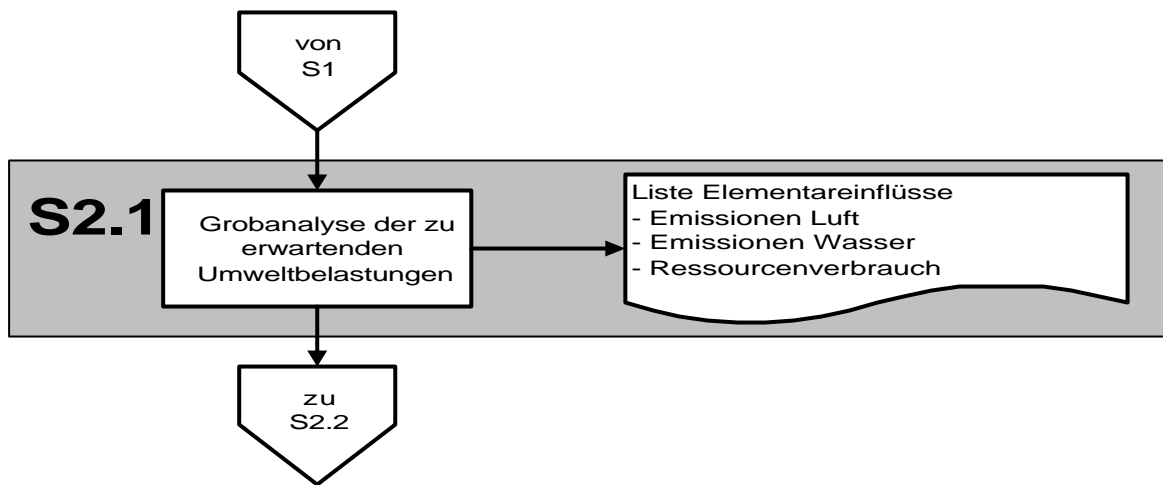 von
S1
S2.1
Grobanalyse der zu
erwartenden
Umweltbelastungen
Liste Elementareinflüsse
- Emissionen Luft
- Emissionen Wasser
- Ressourcenverbrauch
zu
S2.2